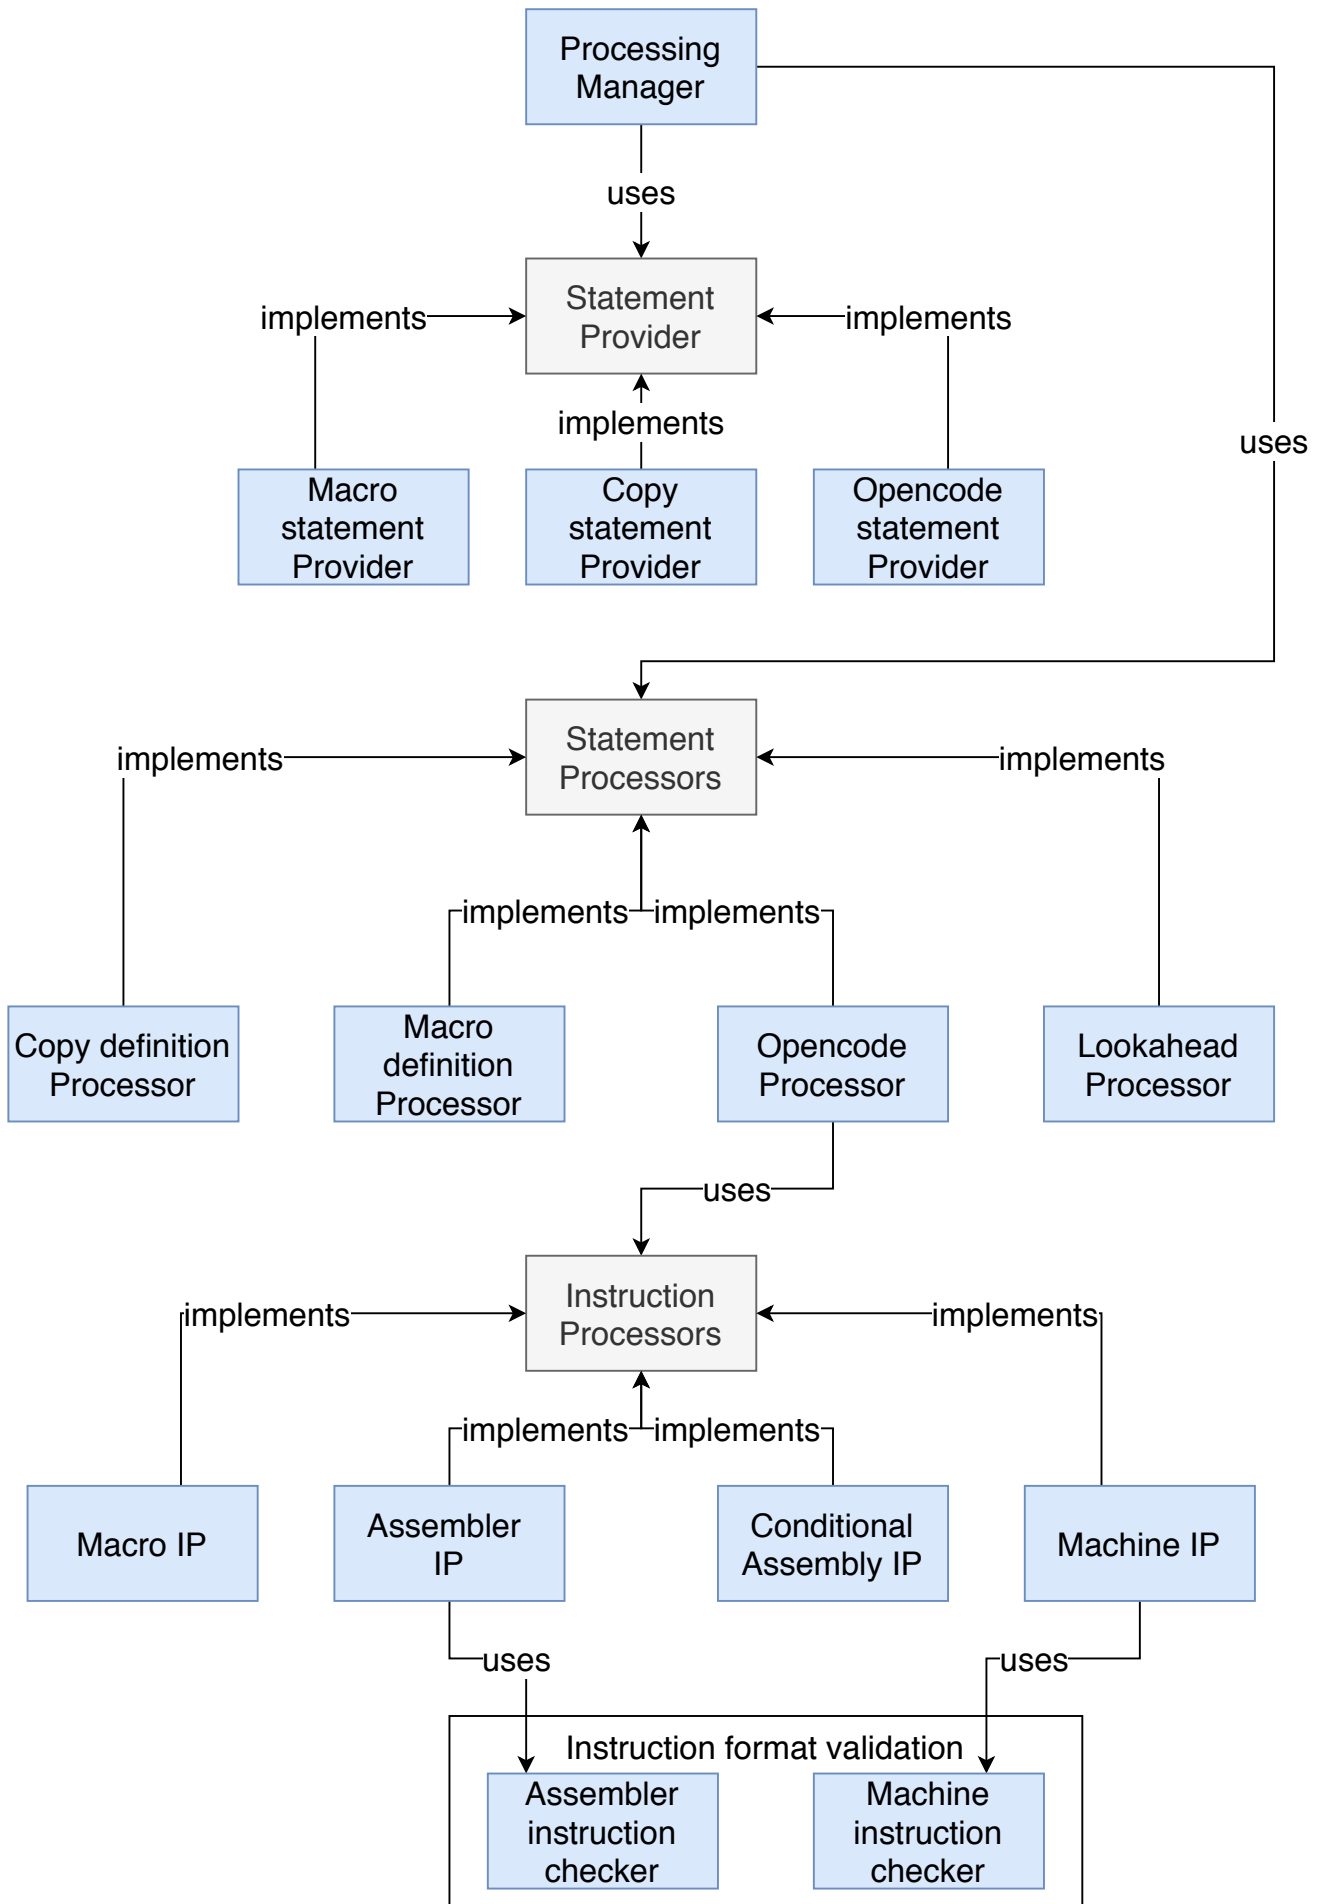 Processing
Manager
uses
Statement
Provider
implements
implements
implements
uses
Macro
statement
Provider
Copy
statement
Provider
Opencode
statement
Provider
Statement
Processors
implements
implements
implements
implements
Copy definition
Processor
Macro
definition
Processor
Opencode
Processor
Lookahead
Processor
uses
Instruction
Processors
implements
implements
implements
implements
Macro IP
Assembler
IP
Conditional
Assembly IP
Machine IP
uses
uses
Instruction format validation
Assembler
instruction
checker
Machine
instruction
checker